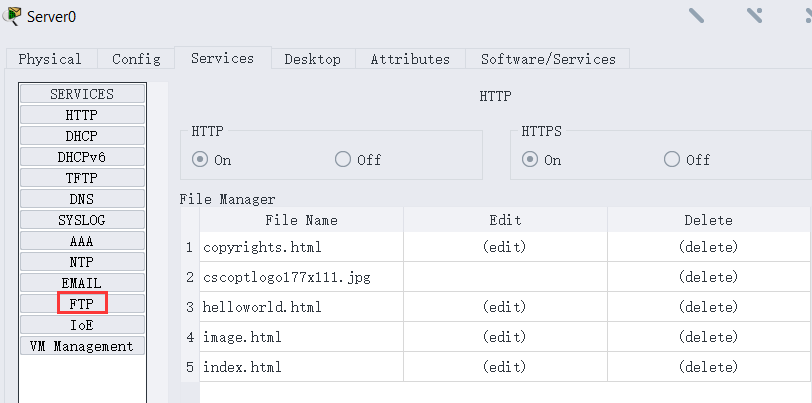 Server0
Physical Config Services Desktop Attributes Software/Services
SERVICES
HTTP
DHCP
DHCPv6
TFTP
DNS
SYSLOG
AAA
NTP
EMAIL
FTP
IoE
VM Management
HTTP
HTTP
On Off
HTTPS
On Off
File Manager
File Name Edit Delete
1 copyrights.html (edit) (delete)
2 cscoptlogo177x111.jpg (delete)
3 helloworld.html (edit) (delete)
4 image.html (edit) (delete)
5 index.html (edit) (delete)